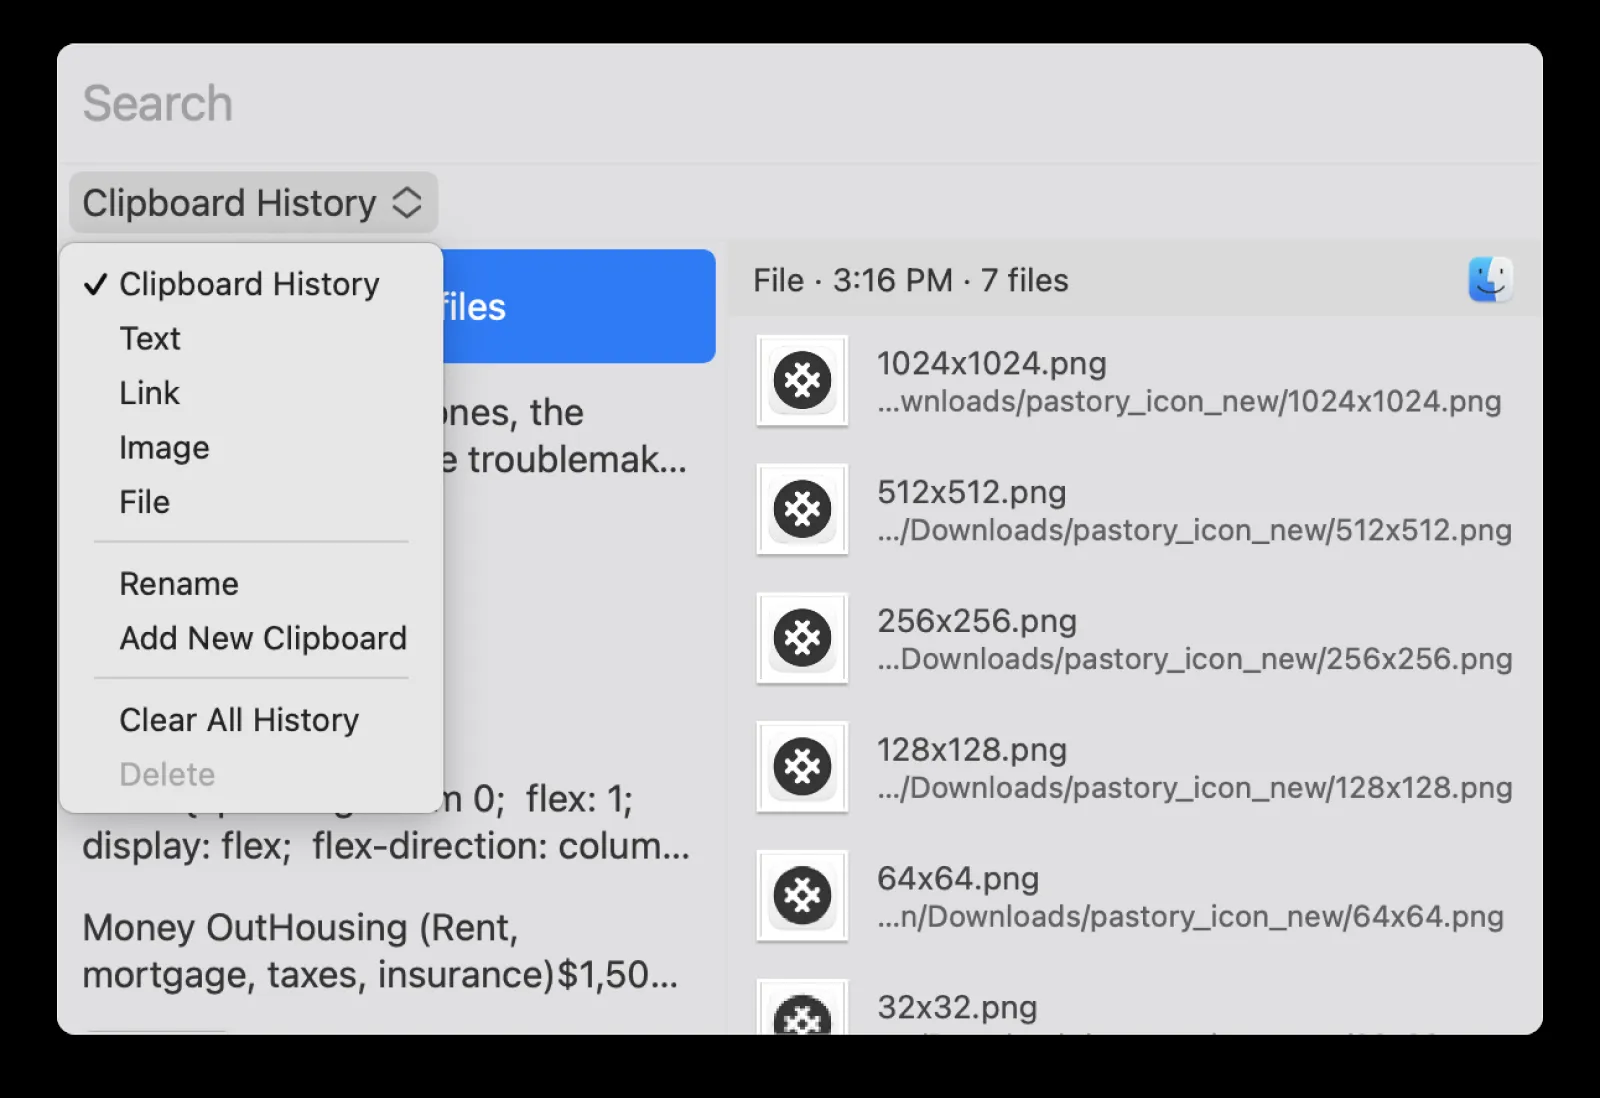 Search
Clipboard History
✓ Clipboard History
Text
Link
Image
File
Rename
Add New Clipboard
Clear All History
Delete
files
ones, the
troublemak...
0; flex: 1;
display: flex; flex-direction: colum...
Money OutHousing (Rent,
mortgage, taxes, insurance)$1,50...
File · 3:16 PM · 7 files
1024x1024.png
...wnloads/pastory_icon_new/1024x1024.png
512x512.png
.../Downloads/pastory_icon_new/512x512.png
256x256.png
...Downloads/pastory_icon_new/256x256.png
128x128.png
.../Downloads/pastory_icon_new/128x128.png
64x64.png
...n/Downloads/pastory_icon_new/64x64.png
32x32.png